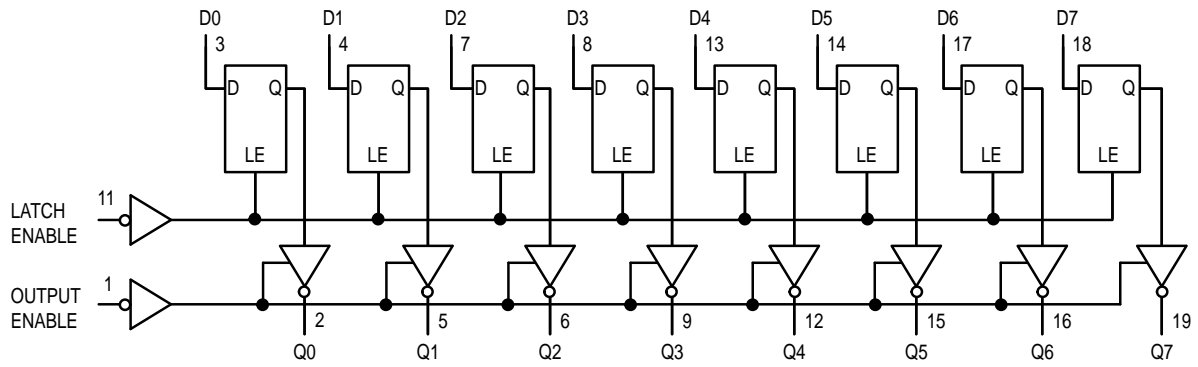 D0 D1 D2 D3 D4 D5 D6 D7
3 4 7 8 13 14 17 18
D Q D Q D Q D Q D Q D Q D Q D Q
LE LE LE LE LE LE LE LE
11
LATCH
ENABLE
1
OUTPUT
ENABLE
2 5 6 9 12 15 16 19
Q0 Q1 Q2 Q3 Q4 Q5 Q6 Q7